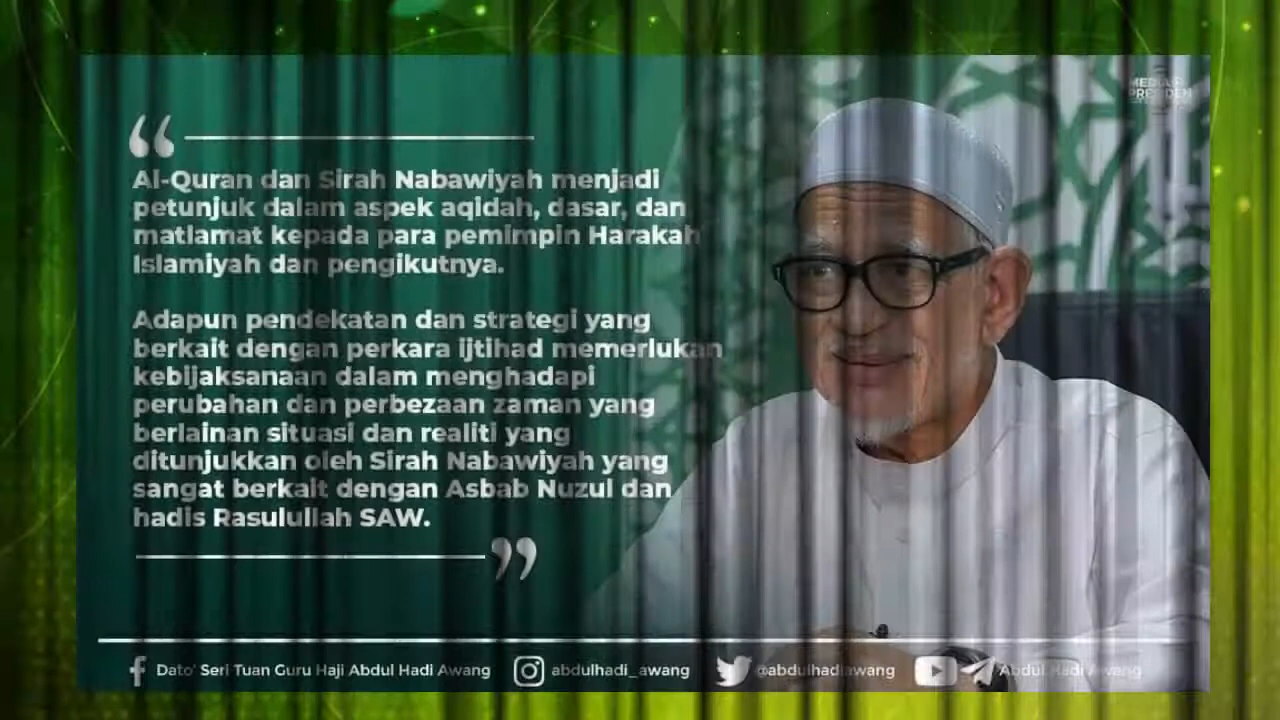 MEDIA
PRESIDEN
Al-Quran dan Sirah Nabawiyah menjadi
petunjuk dalam aspek aqidah, dasar, dan
matlamat kepada para pemimpin Harakah
Islamiyah dan pengikutnya.
Adapun pendekatan dan strategi yang
berkait dengan perkara ijtihad memerlukan
kebijaksanaan dalam menghadapi
perubahan dan perbezaan zaman yang
berlainan situasi dan realiti yang
ditunjukkan oleh Sirah Nabawiyah yang
sangat berkait dengan Asbab Nuzul dan
hadis Rasulullah SAW.
Dato' Seri Tuan Guru Haji Abdul Hadi Awang abdulhadi_awang @abdulhadiawang Abdul Hadi Awang